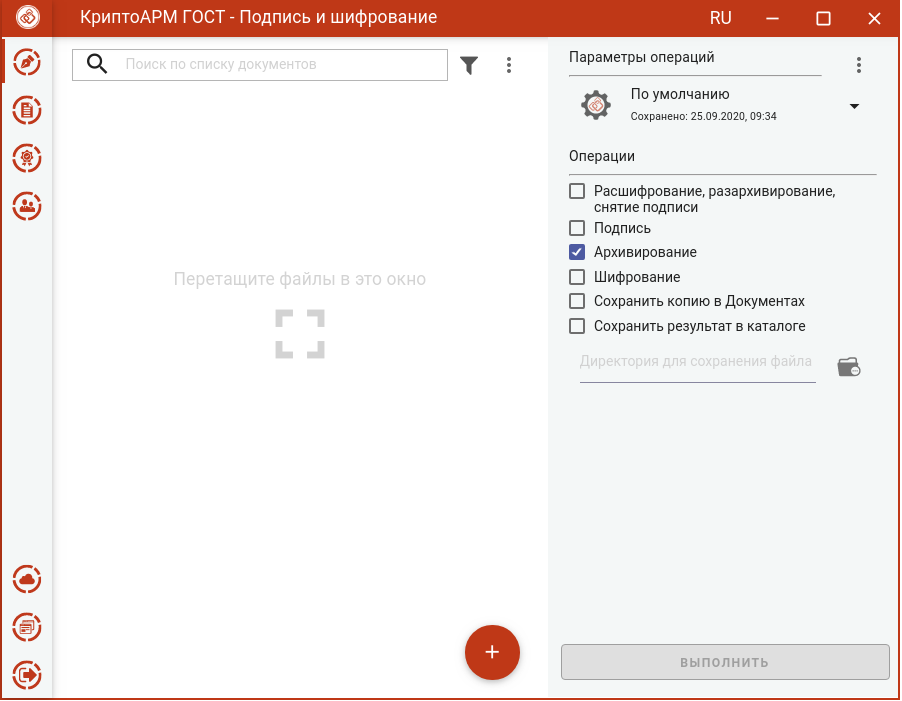 КриптоАРМ ГОСТ - Подпись и шифрование
RU
Поиск по списку документов
Перетащите файлы в это окно
+
Параметры операций
По умолчанию
Сохранено: 25.09.2020, 09:34
Операции
Расшифрование, разархивирование,
снятие подписи
Подпись
Архивирование
Шифрование
Сохранить копию в Документах
Сохранить результат в каталоге
Директория для сохранения файла
ВЫПОЛНИТЬ